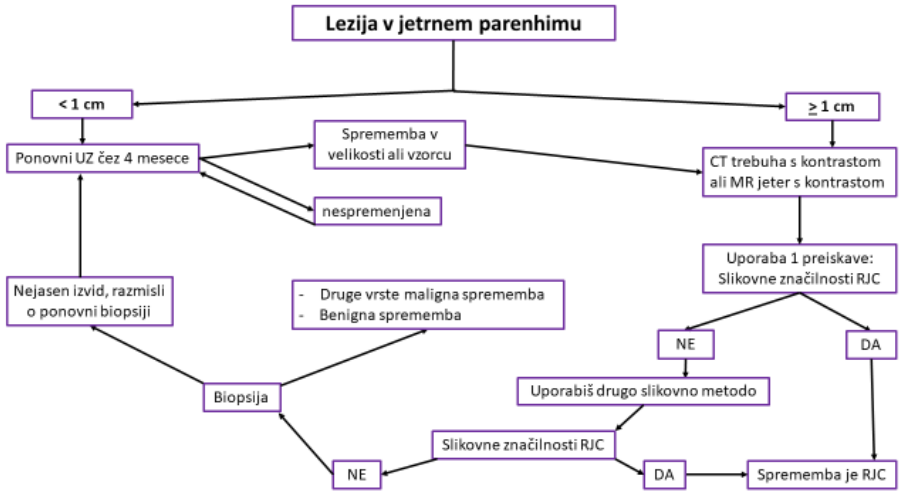 Lezija v jetrnem parenhimu
< 1 cm
≥ 1 cm
Ponovni UZ čez 4 mesece
Sprememba v
velikosti ali vzorcu
nespremenjena
CT trebuha s kontrastom
ali MR jeter s kontrastom
Uporaba 1 preiskave:
Slikovne značilnosti RJC
Nejasen izvid, razmisli
o ponovni biopsiji
- Druge vrste maligna sprememba
- Benigna sprememba
NE
DA
Uporabiš drugo slikovno metodo
Biopsija
Slikovne značilnosti RJC
NE
DA
Sprememba je RJC